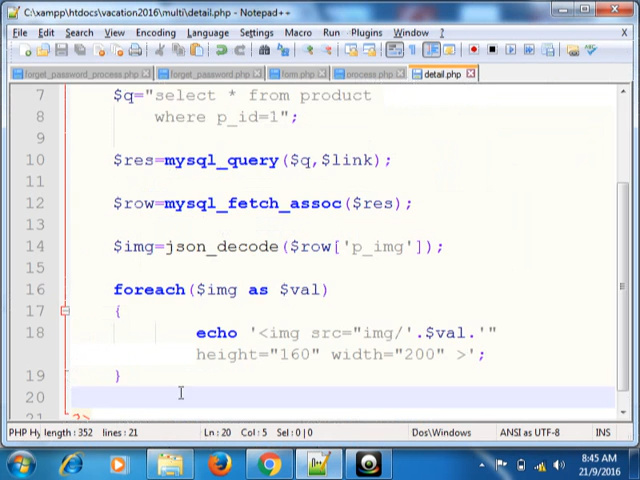 C:\xampp\htdocs\vacation2016\multi\detail.php - Notepad++
File Edit Search View Encoding Language Settings Macro Run Plugins Window ? X
forget_password_process.php forget_password.php form.php process.php detail.php
7 $q="select * from product
8 where p_id=1";
9
10 $res=mysql_query($q,$link);
11
12 $row=mysql_fetch_assoc($res);
13
14 $img=json_decode($row['p_img']);
15
16 foreach($img as $val)
17 {
18 echo '<img src="img/'.$val.'"
height="160" width="200" >';
19 }
20
21 ?>
PHP Hy length : 352 lines : 21 Ln : 20 Col : 5 Sel : 0 | 0 Dos\Windows ANSI as UTF-8 INS
8:45 AM
21/9/2016